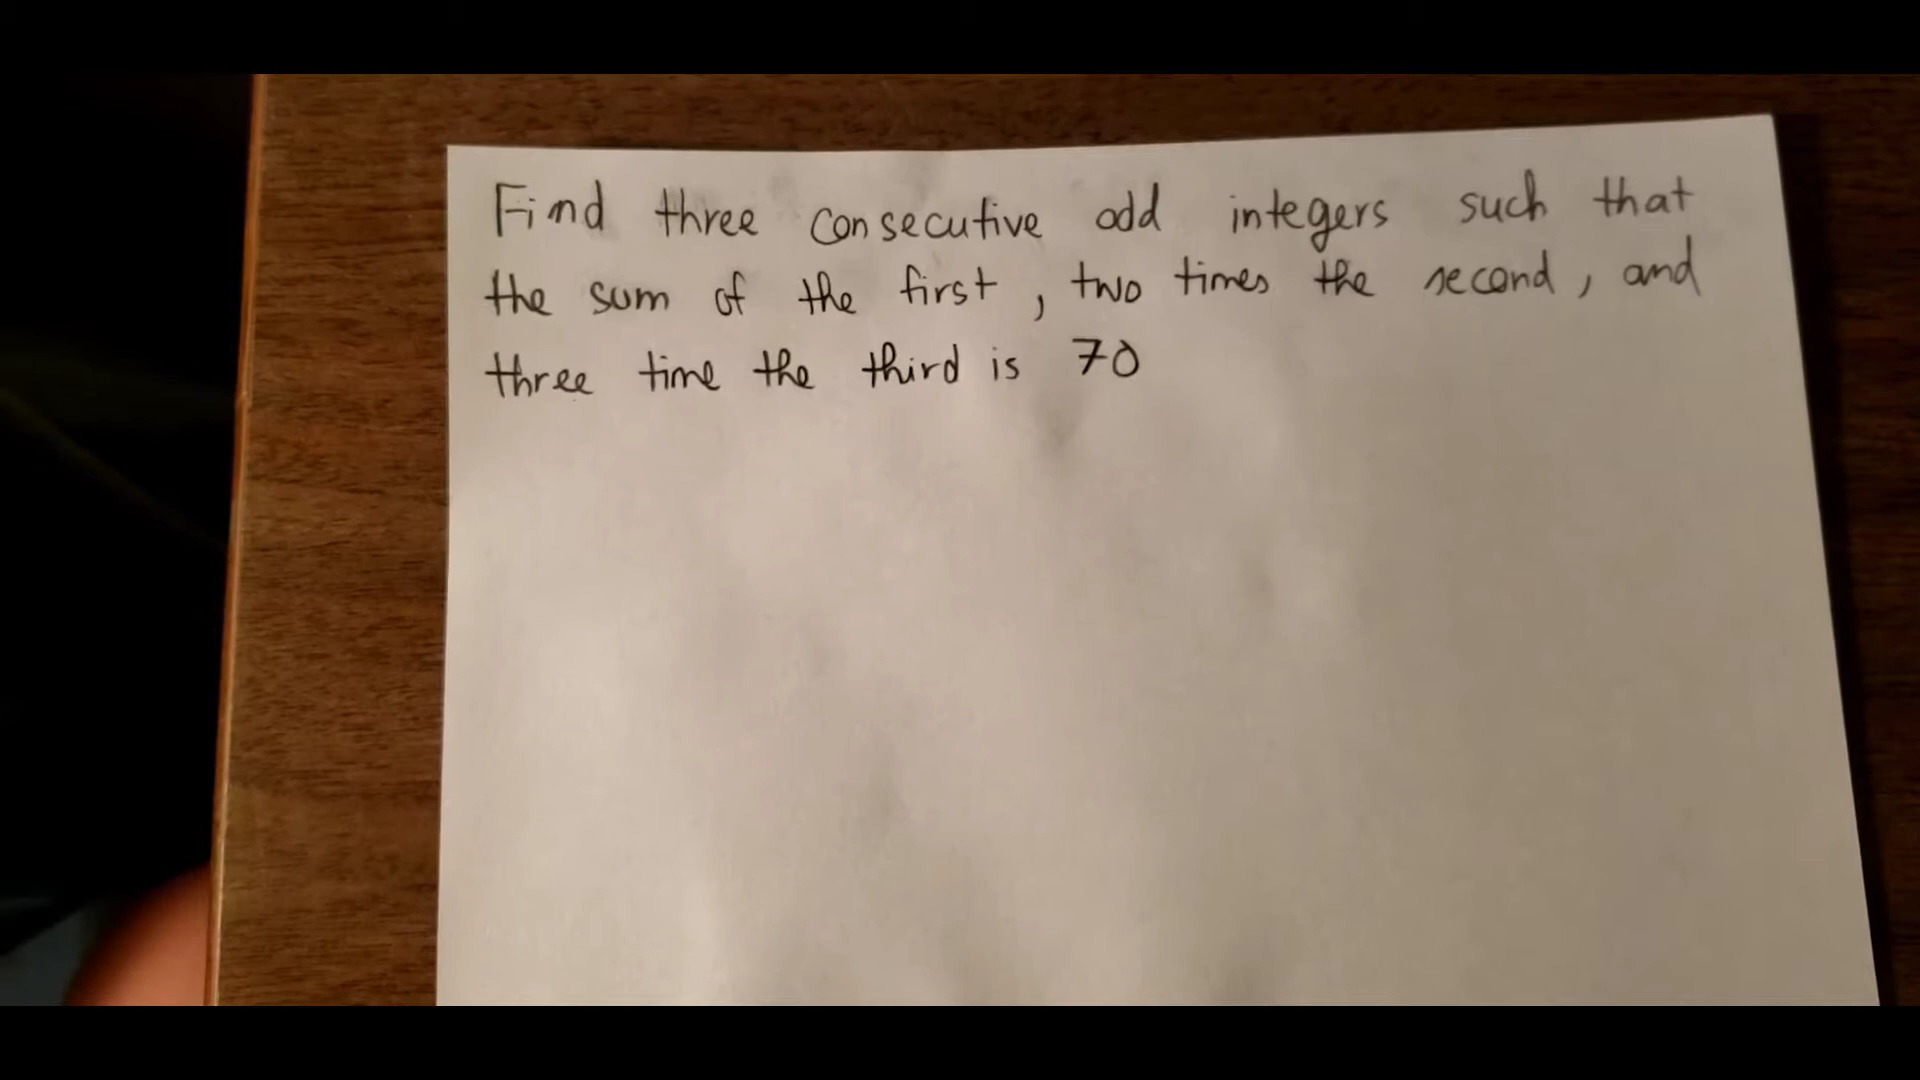 Find three consecutive odd integers such that
the sum of the first, two times the second, and
three time the third is 70